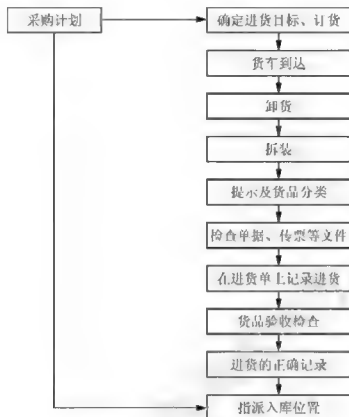 采购计划
确定进货目标、订货
货车到达
卸货
拆装
提示及货品分类
检查单据、传票等文件
在进货单上记录进货
货品验收检查
进货的正确记录
指派入库位置